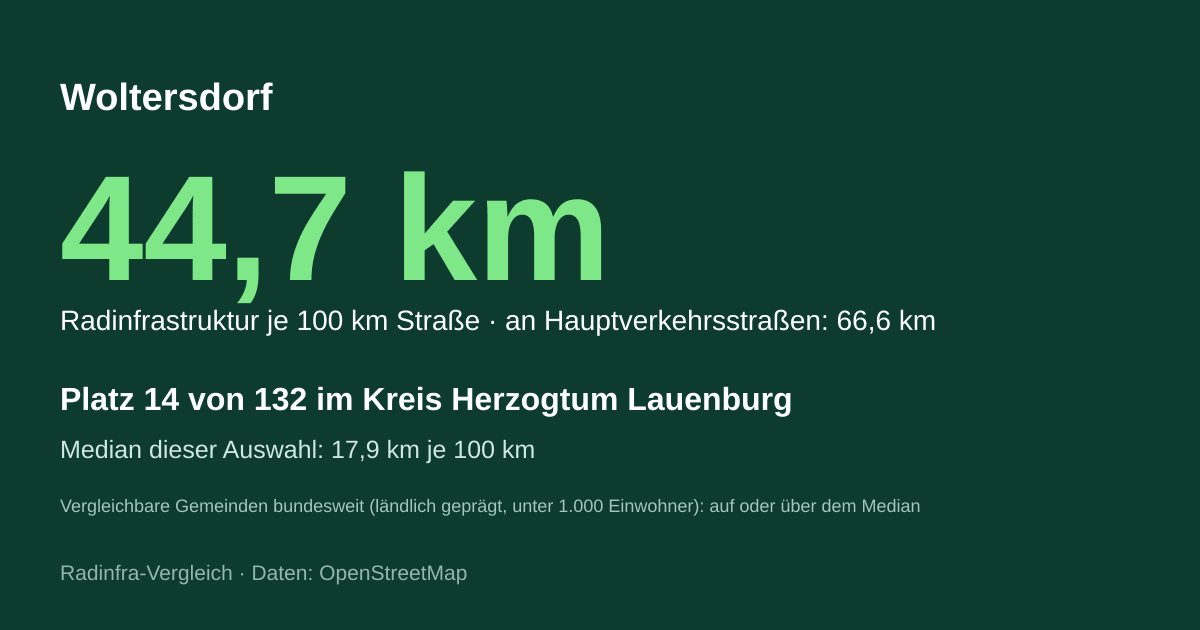 Woltersdorf
44,7 km
Radinfrastruktur je 100 km Straße · an Hauptverkehrsstraßen: 66,6 km
Platz 14 von 132 im Kreis Herzogtum Lauenburg
Median dieser Auswahl: 17,9 km je 100 km
Vergleichbare Gemeinden bundesweit (ländlich geprägt, unter 1.000 Einwohner): auf oder über dem Median
Radinfra-Vergleich · Daten: OpenStreetMap